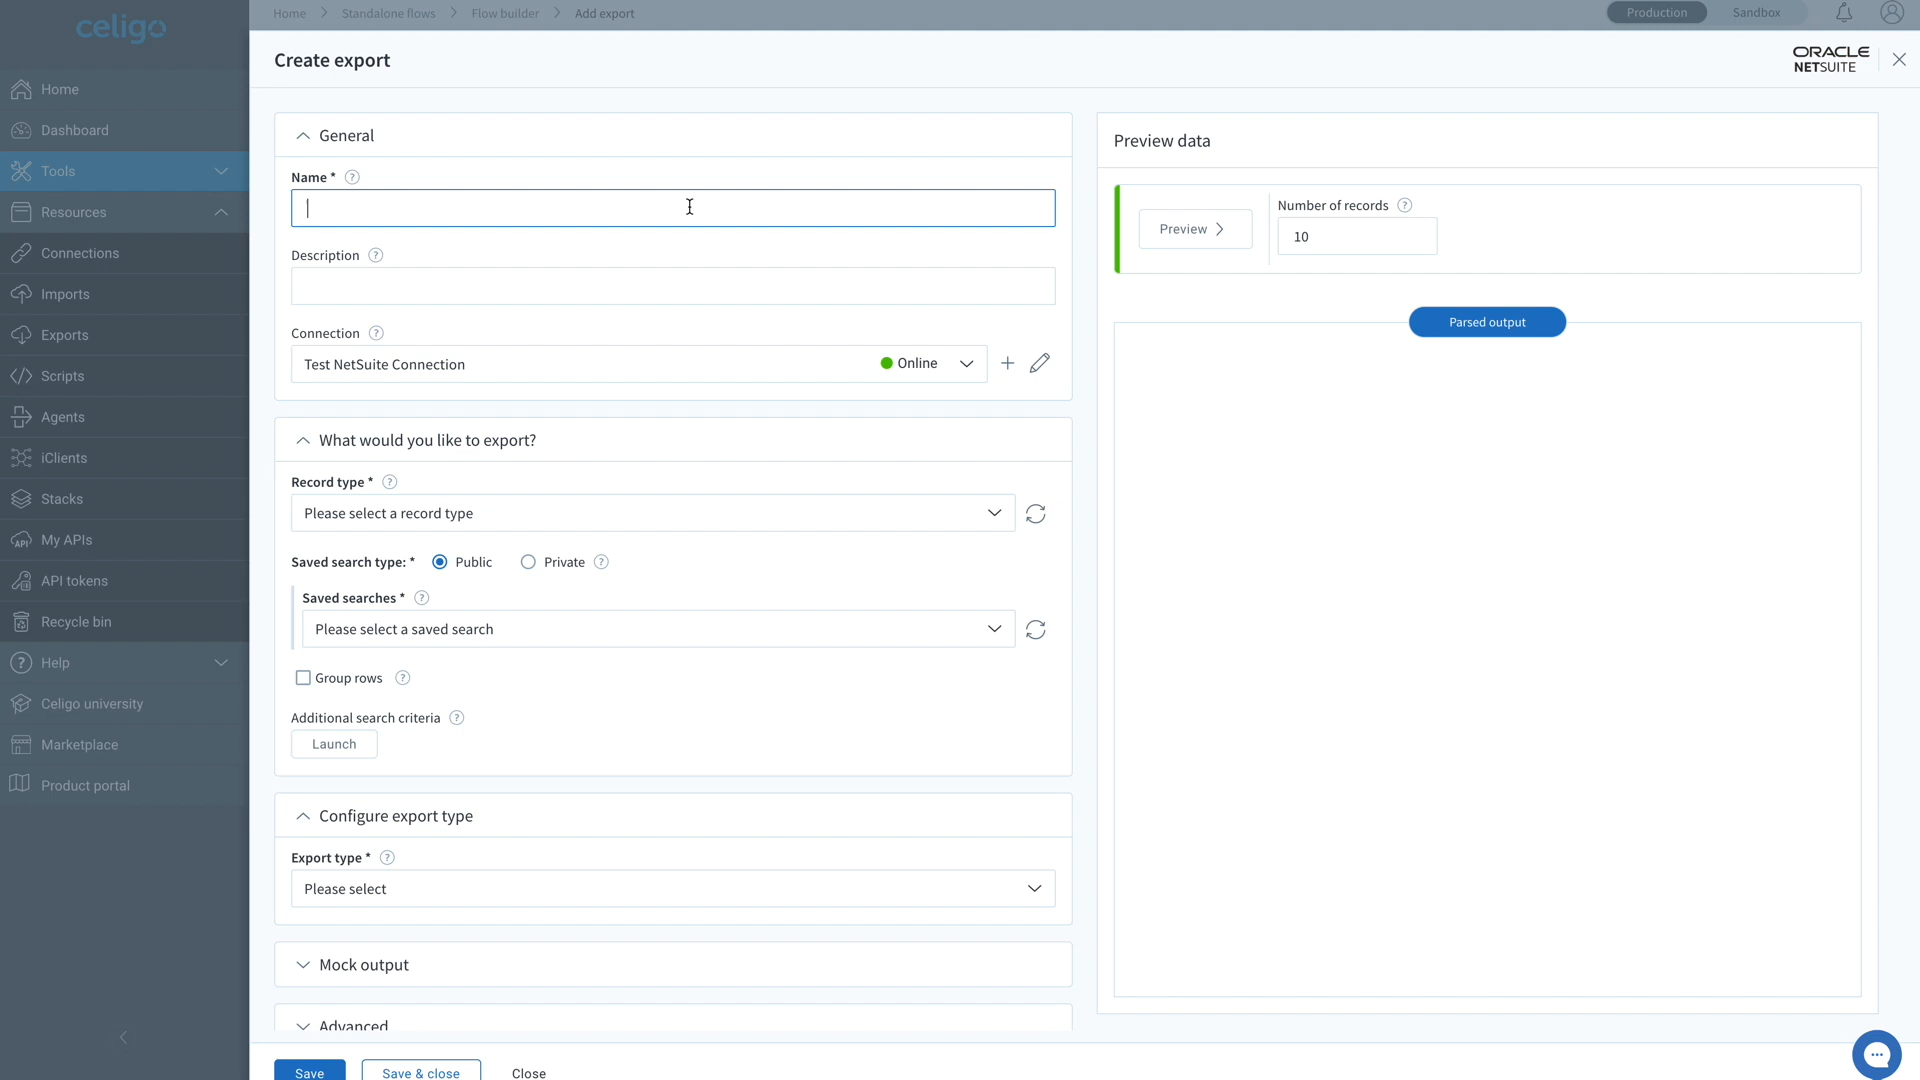 celigo
Home
Dashboard
Tools
Resources
Connections
Imports
Exports
Scripts
Agents
iClients
Stacks
API
My APIs
API tokens
Recycle bin
? Help
Celigo university
Marketplace
Product portal
Home > Standalone flows > Flow builder > Add export
Production Sandbox
Create export
ORACLE
NETSUITE
General
Name * ?
Description ?
Connection ?
Test NetSuite Connection Online
What would you like to export?
Record type * ?
Please select a record type
Saved search type: * Public Private ?
Saved searches * ?
Please select a saved search
Group rows ?
Additional search criteria ?
Launch
Configure export type
Export type * ?
Please select
Mock output
Advanced
Save Save & close Close
Preview data
Preview >
Number of records ?
10
Parsed output